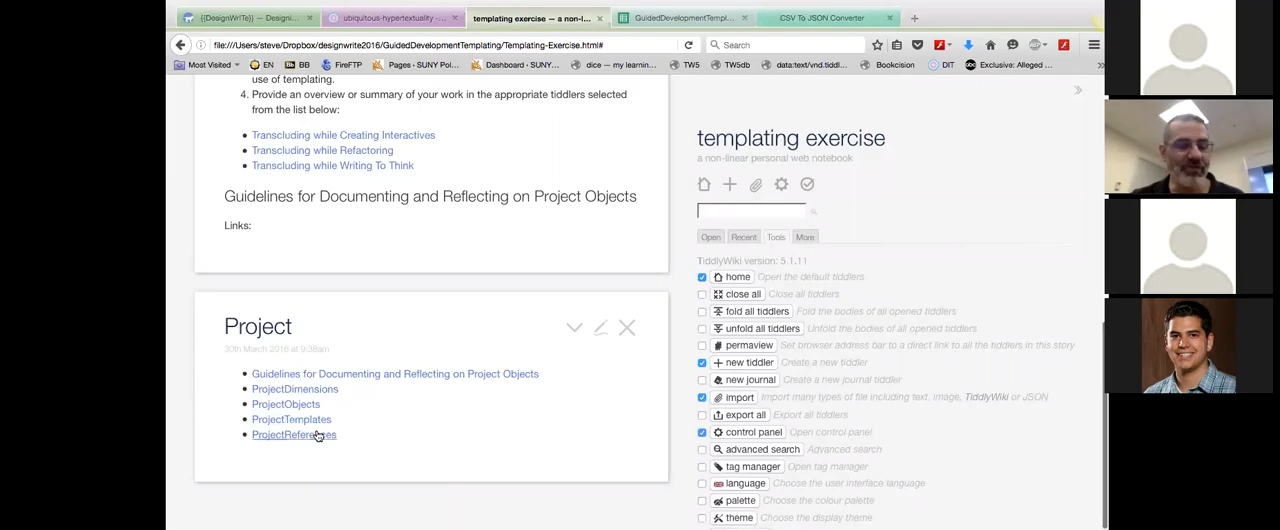 {{DesignWrITe}} — Designi...
ubiquitous-hypertextuality -...
templating exercise — a non-l...
GuidedDevelopmentTempl...
CSV To JSON Converter
file:///Users/steve/Dropbox/designwrite2016/GuidedDevelopmentTemplating/Templating-Exercise.html#
Search
Most Visited
EN
BB
FireFTP
Pages ‹ SUNY Pol...
Dashboard ‹ SUNY...
dice — my learnin...
TW5
TW5db
data:text/vnd.tiddl...
Bookcision
DIT
Exclusive: Alleged ...
use of templating.
4. Provide an overview or summary of your work in the appropriate tiddlers selected
from the list below:
Transcluding while Creating Interactives
Transcluding while Refactoring
Transcluding while Writing To Think
Guidelines for Documenting and Reflecting on Project Objects
Links:
Project
30th March 2016 at 9:38am
Guidelines for Documenting and Reflecting on Project Objects
ProjectDimensions
ProjectObjects
ProjectTemplates
ProjectReferences
templating exercise
a non-linear personal web notebook
Open Recent Tools More
TiddlyWiki version: 5.1.11
home Open the default tiddlers
close all Close all tiddlers
fold all tiddlers Fold the bodies of all opened tiddlers
unfold all tiddlers Unfold the bodies of all opened tiddlers
permaview Set browser address bar to a direct link to all the tiddlers in this story
new tiddler Create a new tiddler
new journal Create a new journal tiddler
import Import many types of file including text, image, TiddlyWiki or JSON
export all Export all tiddlers
control panel Open control panel
advanced search Advanced search
tag manager Open tag manager
language Choose the user interface language
palette Choose the colour palette
theme Choose the display theme